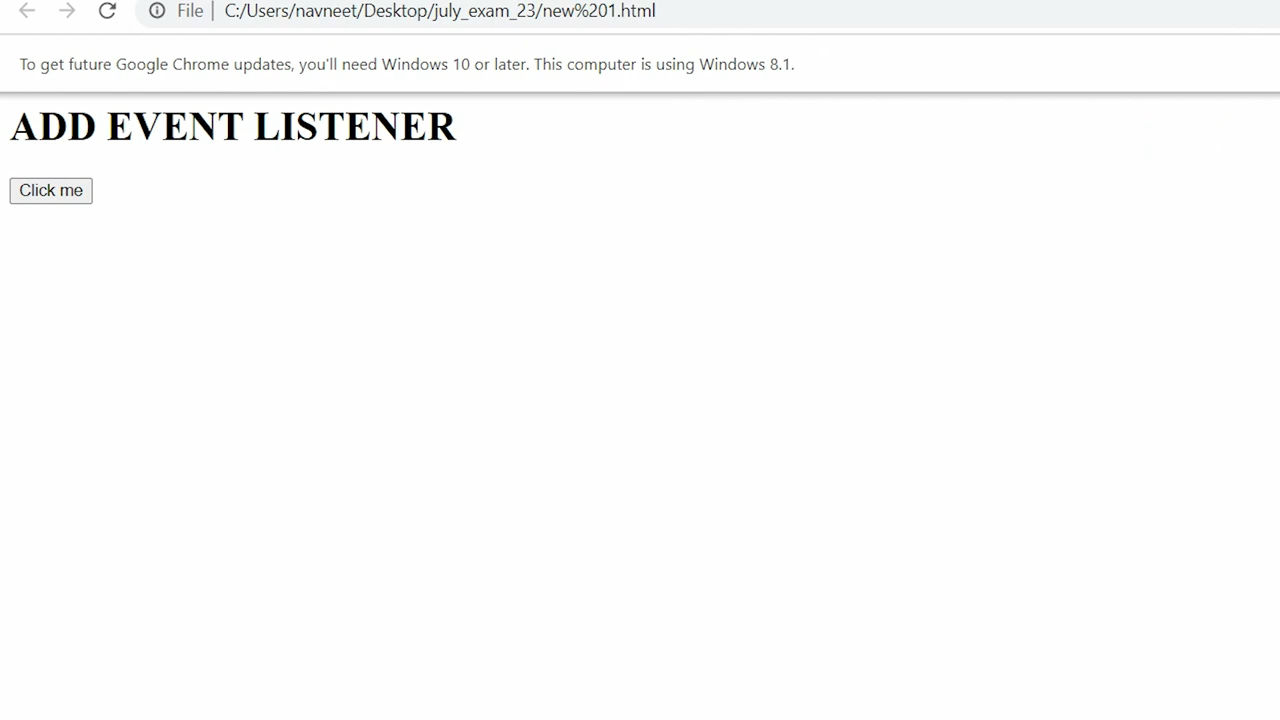 File | C:/Users/navneet/Desktop/july_exam_23/new%201.html
To get future Google Chrome updates, you'll need Windows 10 or later. This computer is using Windows 8.1.
ADD EVENT LISTENER
Click me